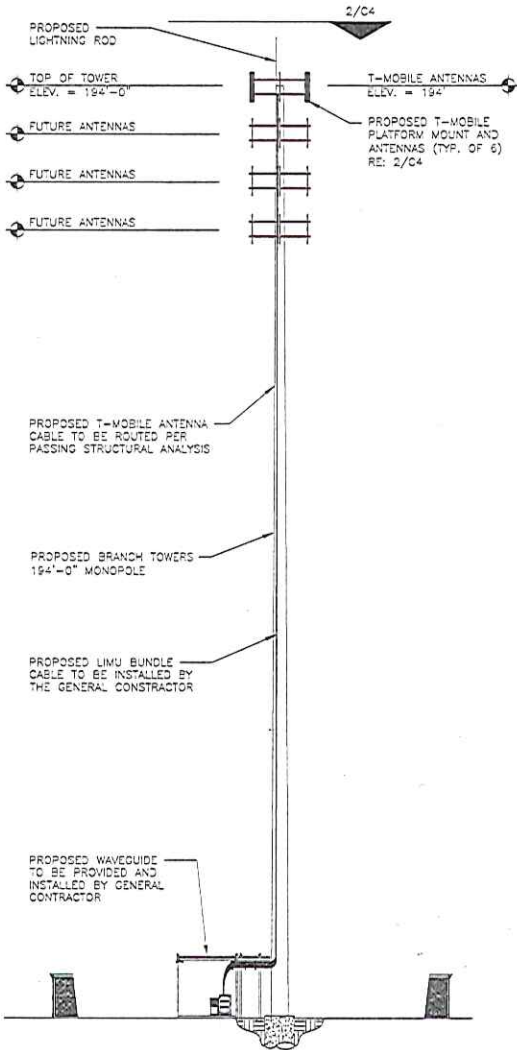 2/C4
PROPOSED
LIGHTNING ROD
TOP OF TOWER
ELEV. = 194'-0"
T-MOBILE ANTENNAS
ELEV. = 194'
FUTURE ANTENNAS
PROPOSED T-MOBILE
PLATFORM MOUNT AND
ANTENNAS (TYP. OF 6)
RE: 2/C4
FUTURE ANTENNAS
FUTURE ANTENNAS
PROPOSED T-MOBILE ANTENNA
CABLE TO BE ROUTED PER
PASSING STRUCTURAL ANALYSIS
PROPOSED BRANCH TOWERS
194'-0" MONOPOLE
PROPOSED LIMU BUNDLE
CABLE TO BE INSTALLED BY
THE GENERAL CONSTRACTOR
PROPOSED WAVEGUIDE
TO BE PROVIDED AND
INSTALLED BY GENERAL
CONTRACTOR